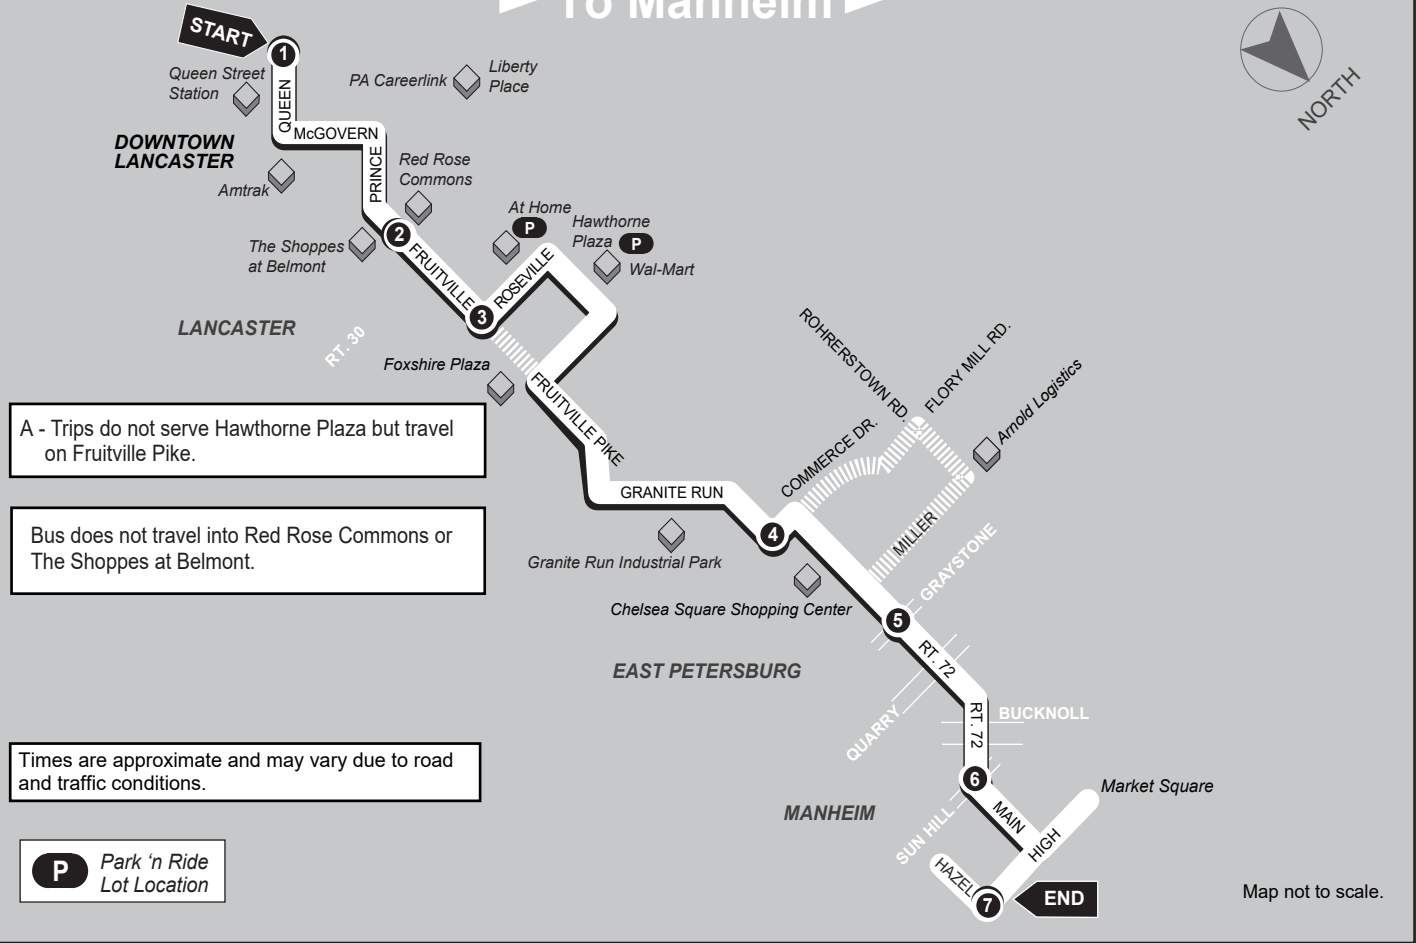 To Manheim
START
1
Queen Street
Station
QUEEN
PA Careerlink
Liberty
Place
NORTH
McGOVERN
DOWNTOWN
LANCASTER
Amtrak
PRINCE
Red Rose
Commons
2
The Shoppes
at Belmont
At Home
P
Hawthorne
Plaza
P
Wal-Mart
FRUITVILLE
ROSEVILLE
3
LANCASTER
RT. 30
Foxshire Plaza
FRUITVILLE PIKE
ROHRERSTOWN RD.
FLORY MILL RD.
Arnold Logistics
COMMERCE DR.
A - Trips do not serve Hawthorne Plaza but travel
on Fruitville Pike.
GRANITE RUN
4
Granite Run Industrial Park
MILLER
GRAYSTONE
Bus does not travel into Red Rose Commons or
The Shoppes at Belmont.
Chelsea Square Shopping Center
5
EAST PETERSBURG
RT. 72
QUARRY
RT. 72
BUCKNOLL
Times are approximate and may vary due to road
and traffic conditions.
6
Market Square
MANHEIM
MAIN
SUN HILL
HIGH
HAZEL
7
END
P
Park ‘n Ride
Lot Location
Map not to scale.